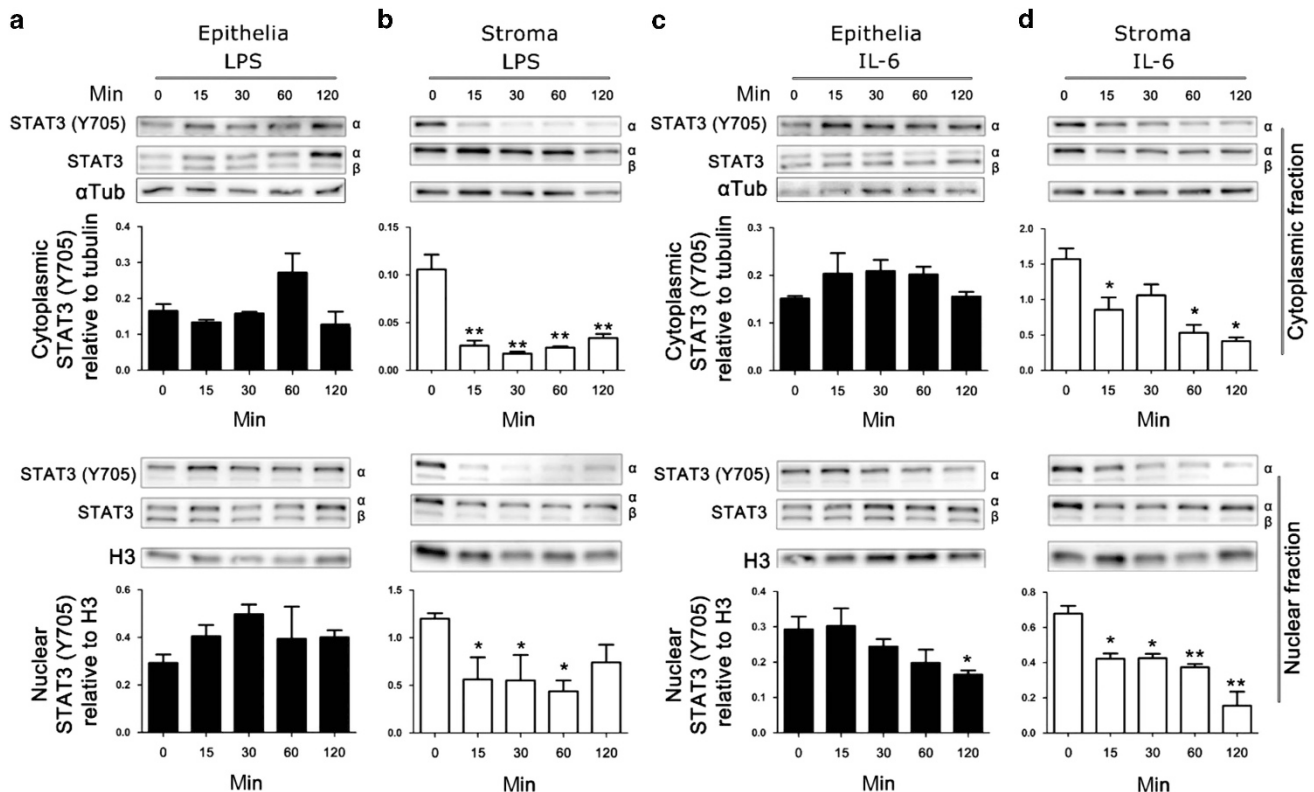 a
b
c
d
Epithelia
LPS
Stroma
LPS
Epithelia
IL-6
Stroma
IL-6
Min 0 15 30 60 120
0 15 30 60 120
Min 0 15 30 60 120
0 15 30 60 120
STAT3 (Y705)
α
α
STAT3 (Y705)
α
α
STAT3
α
β
α
β
STAT3
α
β
α
β
αTub
αTub
Cytoplasmic fraction
Cytoplasmic
STAT3 (Y705)
relative to tubulin
0.4
0.3
0.2
0.1
0.0
0 15 30 60 120
Min
0.15
0.10
0.05
0.00
** ** ** **
0 15 30 60 120
Min
Cytoplasmic
STAT3 (Y705)
relative to tubulin
0.3
0.2
0.1
0.0
0 15 30 60 120
Min
2.0
1.5
1.0
0.5
0.0
* * *
0 15 30 60 120
Min
STAT3 (Y705)
α
α
STAT3 (Y705)
α
α
STAT3
α
β
α
β
STAT3
α
β
α
β
H3
H3
Nuclear fraction
Nuclear
STAT3 (Y705)
relative to H3
0.6
0.4
0.2
0.0
0 15 30 60 120
Min
1.5
1.0
0.5
0.0
* * *
0 15 30 60 120
Min
Nuclear
STAT3 (Y705)
relative to H3
0.4
0.3
0.2
0.1
0.0
*
0 15 30 60 120
Min
0.8
0.6
0.4
0.2
0.0
* * ** **
0 15 30 60 120
Min